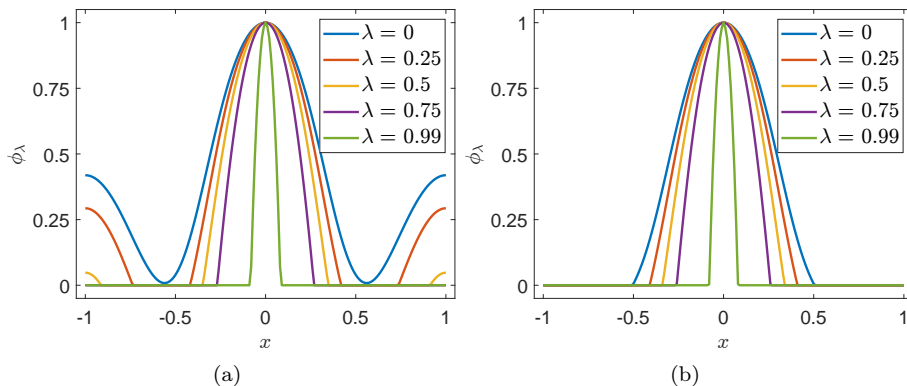 1
0.75
0.5
0.25
0
ϕλ
-1 -0.5 0 0.5 1
x
λ = 0
λ = 0.25
λ = 0.5
λ = 0.75
λ = 0.99
(a)
1
0.75
0.5
0.25
0
ϕλ
-1 -0.5 0 0.5 1
x
λ = 0
λ = 0.25
λ = 0.5
λ = 0.75
λ = 0.99
(b)